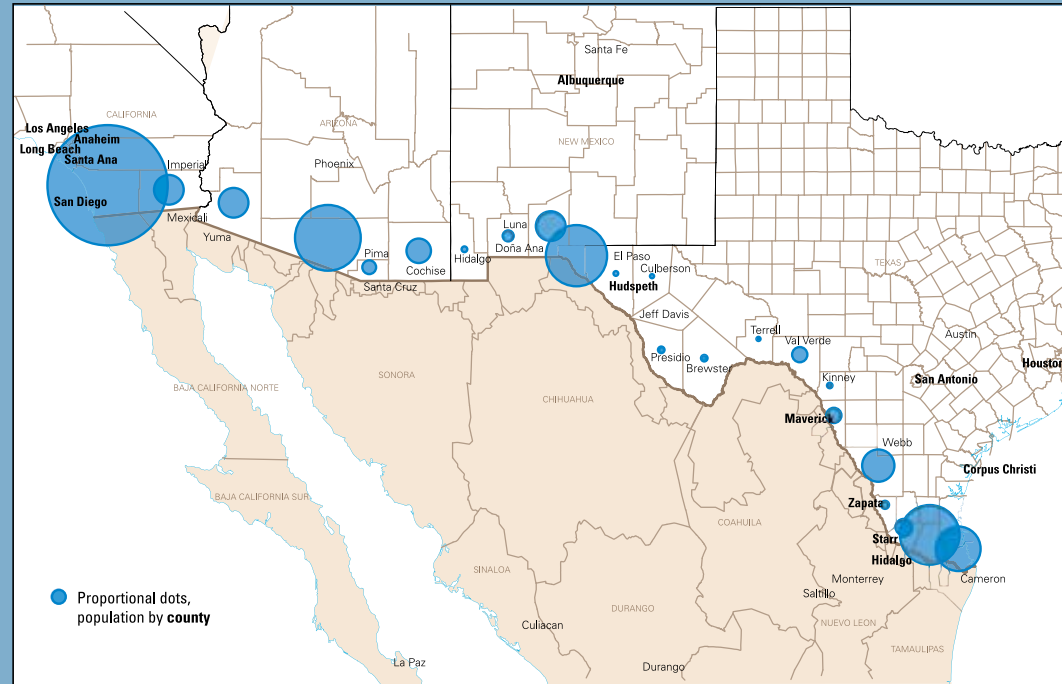 Santa Fe
Albuquerque
CALIFORNIA
ARIZONA
NEW MEXICO
Los Angeles
Anaheim
Long Beach
Santa Ana
Imperial
Phoenix
San Diego
Mexicali
Yuma
Pima
Cochise
Santa Cruz
Luna
Doña Ana
Hidalgo
El Paso
Culberson
Hudspeth
TEXAS
Jeff Davis
Terrell
Val Verde
Austin
Presidio
Brewster
Houston
Kinney
San Antonio
SONORA
BAJA CALIFORNIA NORTE
CHIHUAHUA
Maverick
Webb
Corpus Christi
BAJA CALIFORNIA SUR
Zapata
COAHUILA
Starr
Hidalgo
Cameron
SINALOA
Monterrey
Saltillo
Proportional dots,
population by county
DURANGO
NUEVO LEON
Culiacan
TAMAULIPAS
La Paz
Durango